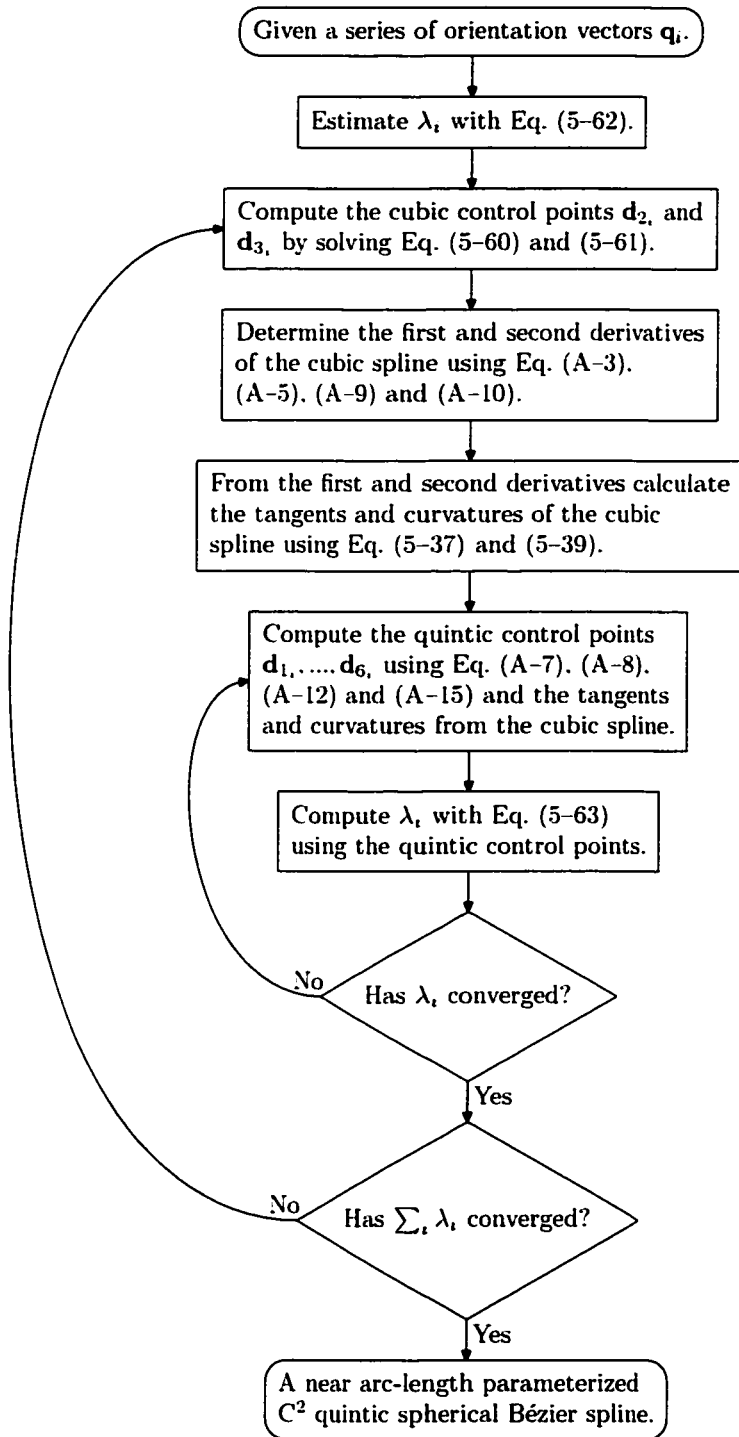 Given a series of orientation vectors qᵢ.
Estimate λᵢ with Eq. (5–62).
Compute the cubic control points d₂ᵢ and
d₃ᵢ by solving Eq. (5–60) and (5–61).
Determine the first and second derivatives
of the cubic spline using Eq. (A–3).
(A–5). (A–9) and (A–10).
From the first and second derivatives calculate
the tangents and curvatures of the cubic
spline using Eq. (5–37) and (5–39).
Compute the quintic control points
d₁ᵢ.....d₆ᵢ using Eq. (A–7). (A–8).
(A–12) and (A–15) and the tangents
and curvatures from the cubic spline.
Compute λᵢ with Eq. (5–63)
using the quintic control points.
No
Has λᵢ converged?
Yes
No
Has ∑ᵢ λᵢ converged?
Yes
A near arc-length parameterized
C² quintic spherical Bézier spline.